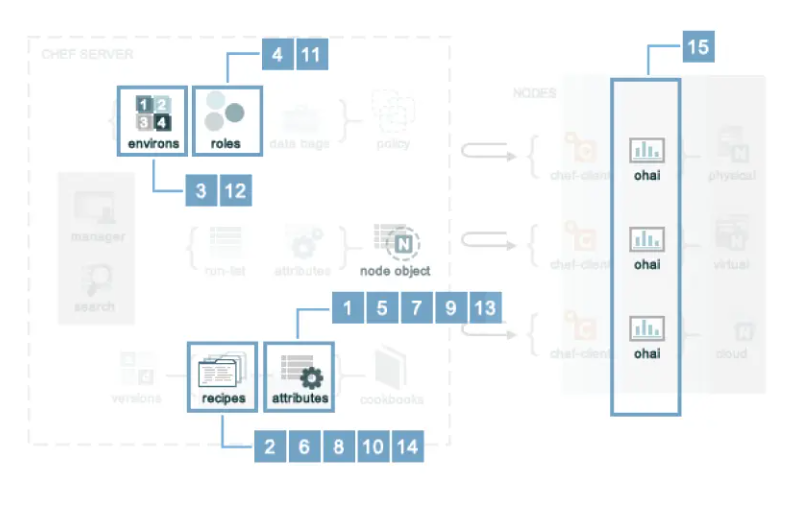 4 11
15
CHEF SERVER
NODES
1 2
3 4
environs roles data bags policy
chef-client ohai physical
3 12
manager
run-list attributes node object
chef-client ohai virtual
search
1 5 7 9 13
chef-client ohai cloud
versions recipes attributes cookbooks
2 6 8 10 14